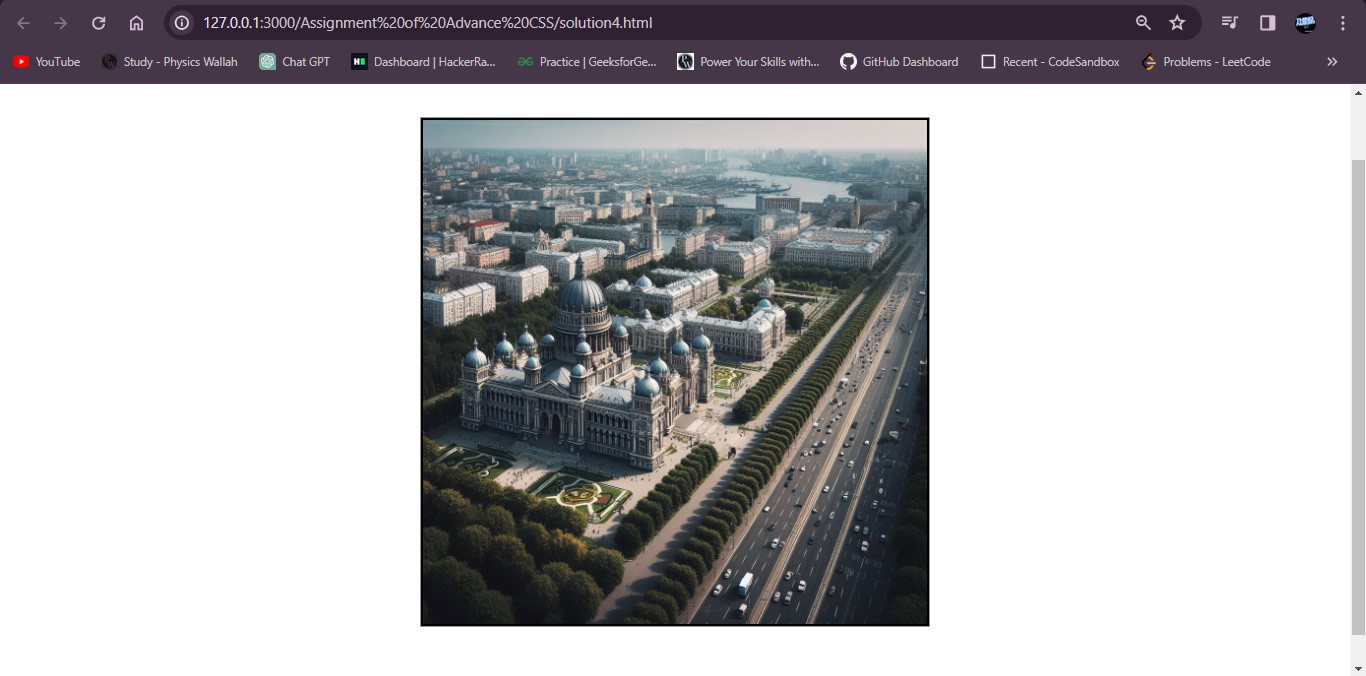 127.0.0.1:3000/Assignment%20of%20Advance%20CSS/solution4.html
YouTube Study - Physics Wallah Chat GPT Dashboard | HackerRa... Practice | GeeksforGe... Power Your Skills with... GitHub Dashboard Recent - CodeSandbox Problems - LeetCode »